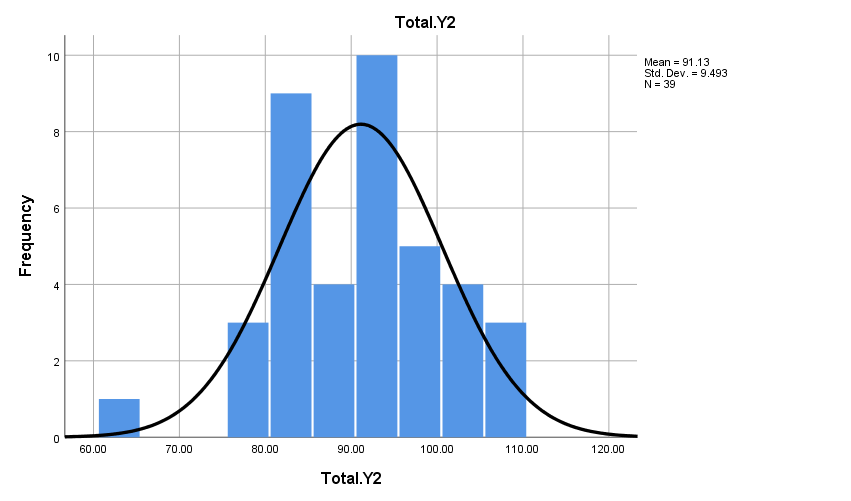 Total.Y2
Mean = 91.13
Std. Dev. = 9.493
N = 39
Frequency
10
8
6
4
2
0
60.00 70.00 80.00 90.00 100.00 110.00 120.00
Total.Y2